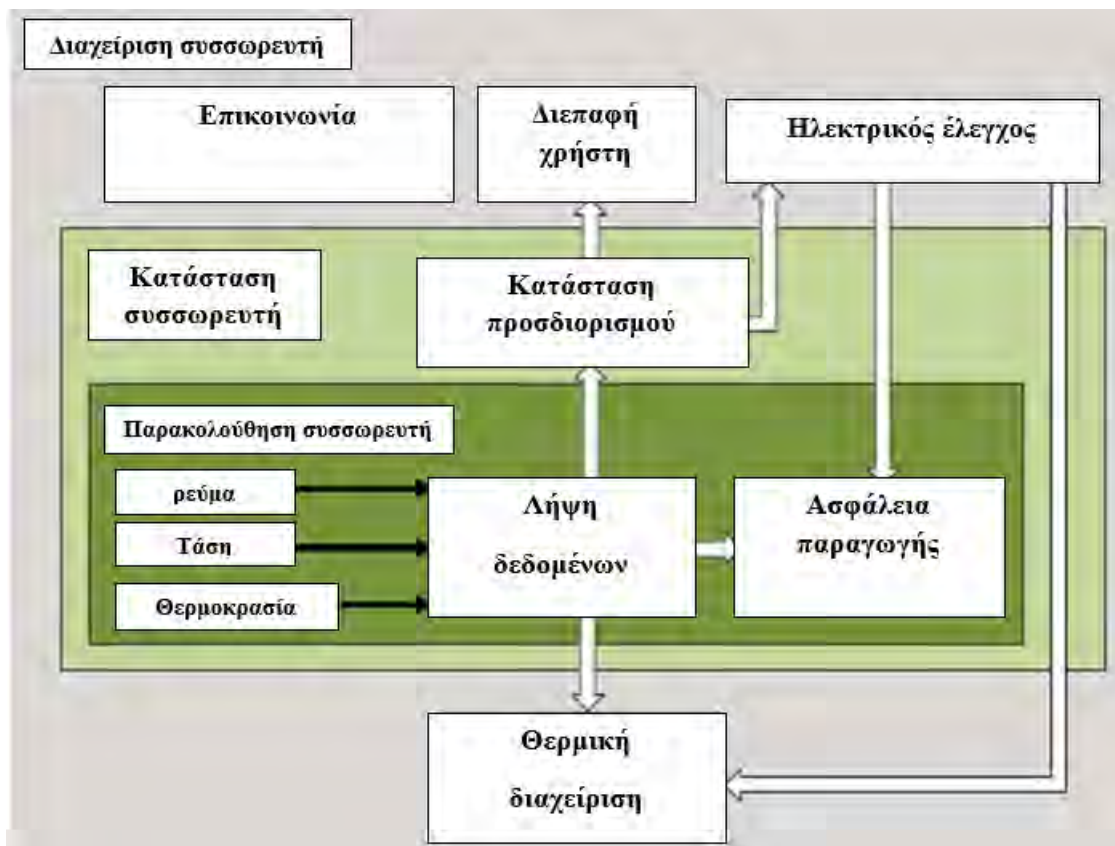 Διαχείριση συσσωρευτή
Επικοινωνία
Διεπαφή
χρήστη
Ηλεκτρικός έλεγχος
Κατάσταση
συσσωρευτή
Κατάσταση
προσδιορισμού
Παρακολούθηση συσσωρευτή
ρεύμα
Τάση
Θερμοκρασία
Λήψη
δεδομένων
Ασφάλεια
παραγωγής
Θερμική
διαχείριση